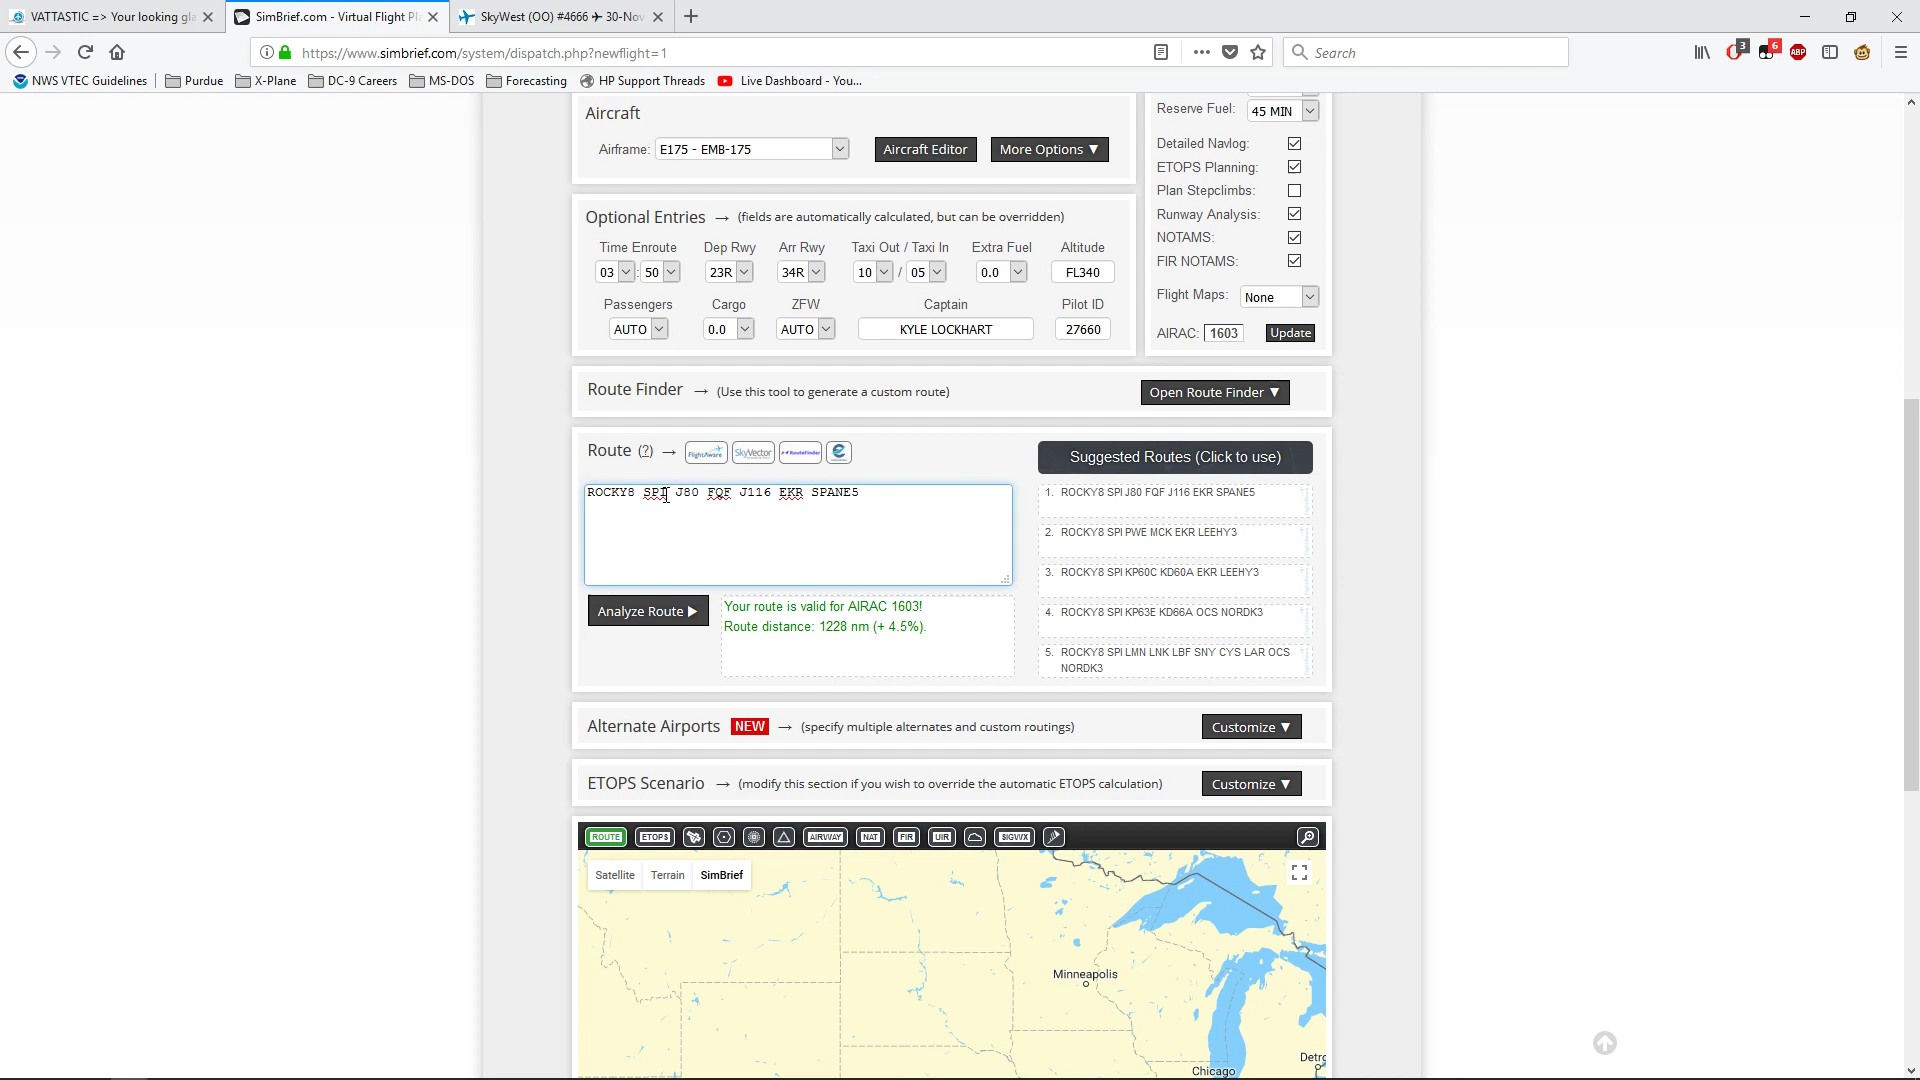 VATTASTIC => Your looking gla
SimBrief.com - Virtual Flight Pl
SkyWest (OO) #4666 ✈ 30-Nov
https://www.simbrief.com/system/dispatch.php?newflight=1
Search
3
6
ABP
NWS VTEC Guidelines
Purdue
X-Plane
DC-9 Careers
MS-DOS
Forecasting
HP Support Threads
Live Dashboard - You...
Aircraft
Airframe: E175 - EMB-175
Aircraft Editor
More Options ▼
Reserve Fuel: 45 MIN
Detailed Navlog:
ETOPS Planning:
Plan Stepclimbs:
Runway Analysis:
NOTAMS:
FIR NOTAMS:
Flight Maps: None
AIRAC: 1603 Update
Optional Entries → (fields are automatically calculated, but can be overridden)
Time Enroute Dep Rwy Arr Rwy Taxi Out / Taxi In Extra Fuel Altitude
03 : 50 23R 34R 10 / 05 0.0 FL340
Passengers Cargo ZFW Captain Pilot ID
AUTO 0.0 AUTO KYLE LOCKHART 27660
Route Finder → (Use this tool to generate a custom route)
Open Route Finder ▼
Route (?) → FlightAware SkyVector RouteFinder
ROCKY8 SPI J80 FQF J116 EKR SPANE5
Analyze Route ▶
Your route is valid for AIRAC 1603!
Route distance: 1228 nm (+ 4.5%).
Suggested Routes (Click to use)
1. ROCKY8 SPI J80 FQF J116 EKR SPANE5
2. ROCKY8 SPI PWE MCK EKR LEEHY3
3. ROCKY8 SPI KP60C KD60A EKR LEEHY3
4. ROCKY8 SPI KP63E KD66A OCS NORDK3
5. ROCKY8 SPI LMN LNK LBF SNY CYS LAR OCS
NORDK3
Alternate Airports NEW → (specify multiple alternates and custom routings)
Customize ▼
ETOPS Scenario → (modify this section if you wish to override the automatic ETOPS calculation)
Customize ▼
ROUTE ETOPS AIRWAY NAT FIR UIR SIGWX
Satellite Terrain SimBrief
Minneapolis
Detro
Chicago